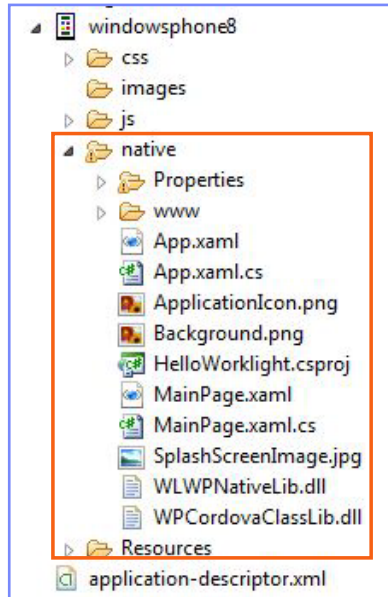 windowsphone8
css
images
js
native
Properties
www
App.xaml
App.xaml.cs
ApplicationIcon.png
Background.png
HelloWorklight.csproj
MainPage.xaml
MainPage.xaml.cs
SplashScreenImage.jpg
WLWPNativeLib.dll
WPCordovaClassLib.dll
Resources
application-descriptor.xml